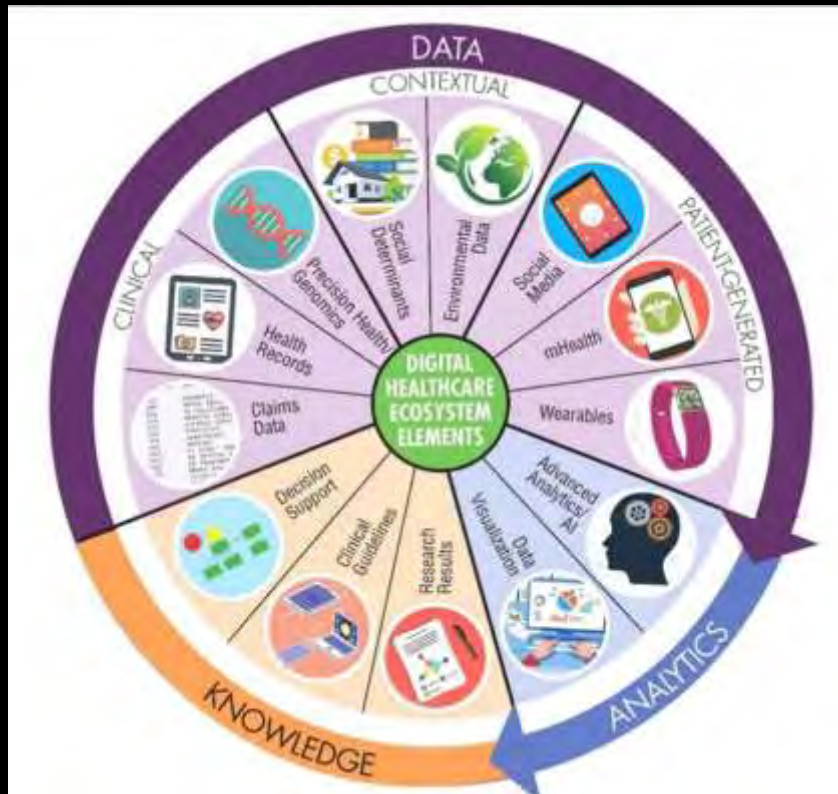 DATA
CONTEXTUAL
CLINICAL
PATIENT-GENERATED
Claims
Data
Health
Records
Precision Health/
Genomics
Social
Determinants
Environmental
Data
Social
Media
mHealth
Wearables
Advanced
Analytics/
AI
Data
Visualization
Research
Results
Clinical
Guidelines
Decision
Support
DIGITAL
HEALTHCARE
ECOSYSTEM
ELEMENTS
ANALYTICS
KNOWLEDGE